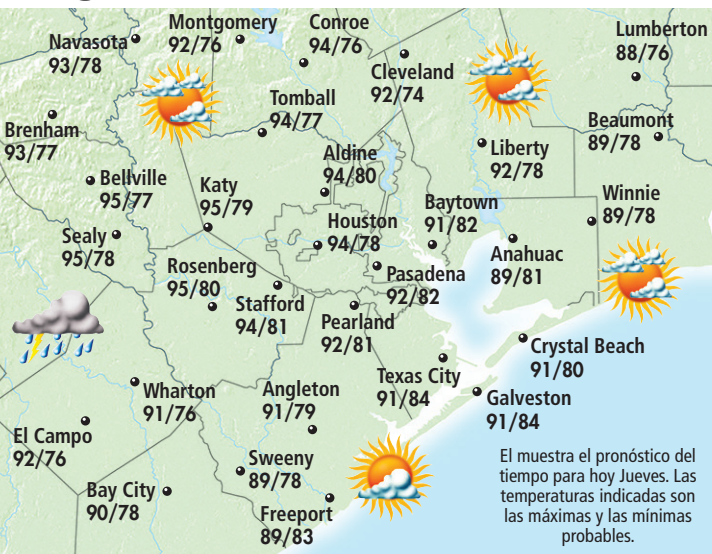 Navasota
93/78
Montgomery
92/76
Conroe
94/76
Cleveland
92/74
Lumberton
88/76
Brenham
93/77
Tomball
94/77
Beaumont
89/78
Liberty
92/78
Bellville
95/77
Katy
95/79
Aldine
94/80
Baytown
91/82
Winnie
89/78
Sealy
95/78
Houston
94/78
Anahuac
89/81
Rosenberg
95/80
Stafford
94/81
Pasadena
92/82
Pearland
92/81
Crystal Beach
91/80
Texas City
91/84
Galveston
91/84
Wharton
91/76
Angleton
91/79
El Campo
92/76
Sweeny
89/78
Bay City
90/78
Freeport
89/83
El muestra el pronóstico del
tiempo para hoy Jueves. Las
temperaturas indicadas son
las máximas y las mínimas
probables.